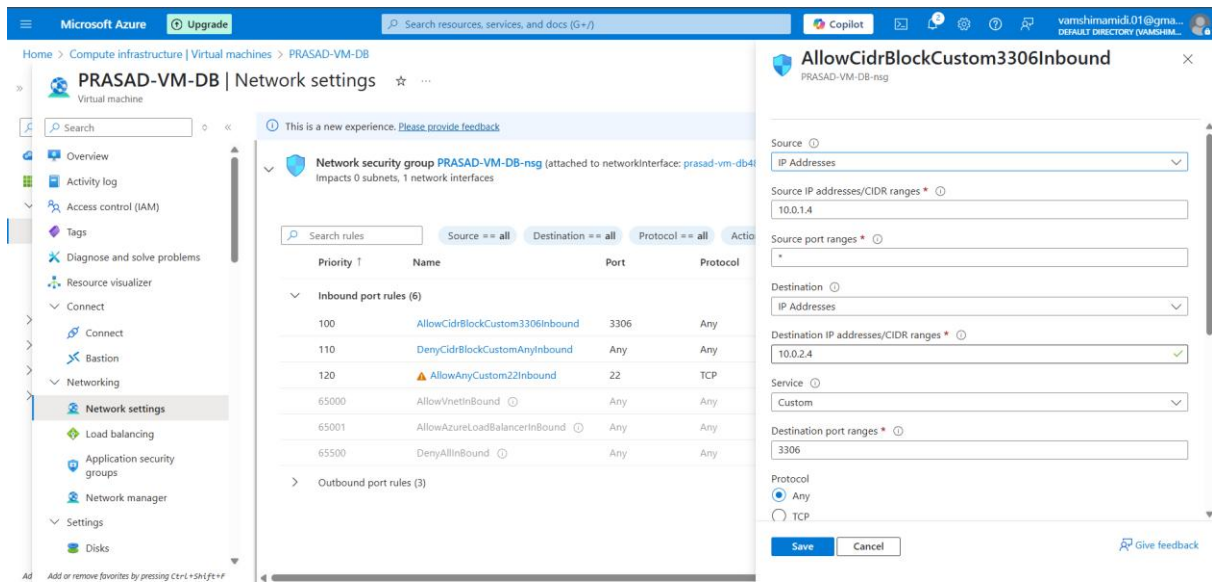 Microsoft Azure
Upgrade
Search resources, services, and docs (G+/)
Copilot
vamshimamidi.01@gma...
DEFAULT DIRECTORY (VAMSHIM...
Home > Compute infrastructure | Virtual machines > PRASAD-VM-DB
PRASAD-VM-DB | Network settings
Virtual machine
Search
Overview
Activity log
Access control (IAM)
Tags
Diagnose and solve problems
Resource visualizer
Connect
Connect
Bastion
Networking
Network settings
Load balancing
Application security
groups
Network manager
Settings
Disks
Ad
Add or remove favorites by pressing Ctrl+Shift+F
This is a new experience. Please provide feedback
Network security group PRASAD-VM-DB-nsg (attached to networkInterface: prasad-vm-db4
Impacts 0 subnets, 1 network interfaces
Search rules Source == all Destination == all Protocol == all Actio
Priority ↑ Name Port Protocol
Inbound port rules (6)
100 AllowCidrBlockCustom3306Inbound 3306 Any
110 DenyCidrBlockCustomAnyInbound Any Any
120 AllowAnyCustom22Inbound 22 TCP
65000 AllowVnetInBound Any Any
65001 AllowAzureLoadBalancerInBound Any Any
65500 DenyAllInBound Any Any
Outbound port rules (3)
AllowCidrBlockCustom3306Inbound
PRASAD-VM-DB-nsg
Source
IP Addresses
Source IP addresses/CIDR ranges *
10.0.1.4
Source port ranges *
*
Destination
IP Addresses
Destination IP addresses/CIDR ranges *
10.0.2.4
Service
Custom
Destination port ranges *
3306
Protocol
Any
TCP
Save
Cancel
Give feedback